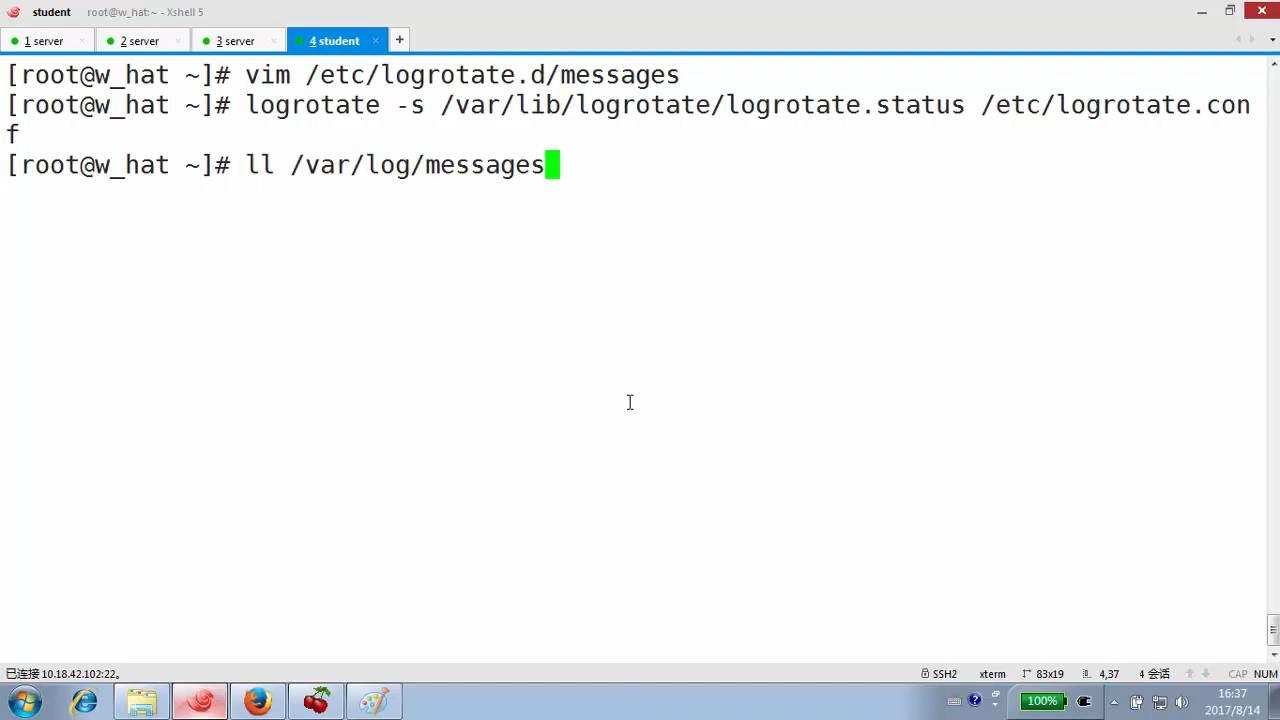 student root@w_hat:~ - Xshell 5
1 server × 2 server × 3 server × 4 student × +
[root@w_hat ~]# vim /etc/logrotate.d/messages
[root@w_hat ~]# logrotate -s /var/lib/logrotate/logrotate.status /etc/logrotate.con
f
[root@w_hat ~]# ll /var/log/messages
已连接 10.18.42.102:22。 SSH2 xterm 83x19 4,37 4 会话 CAP NUM
100% 16:37
2017/8/14